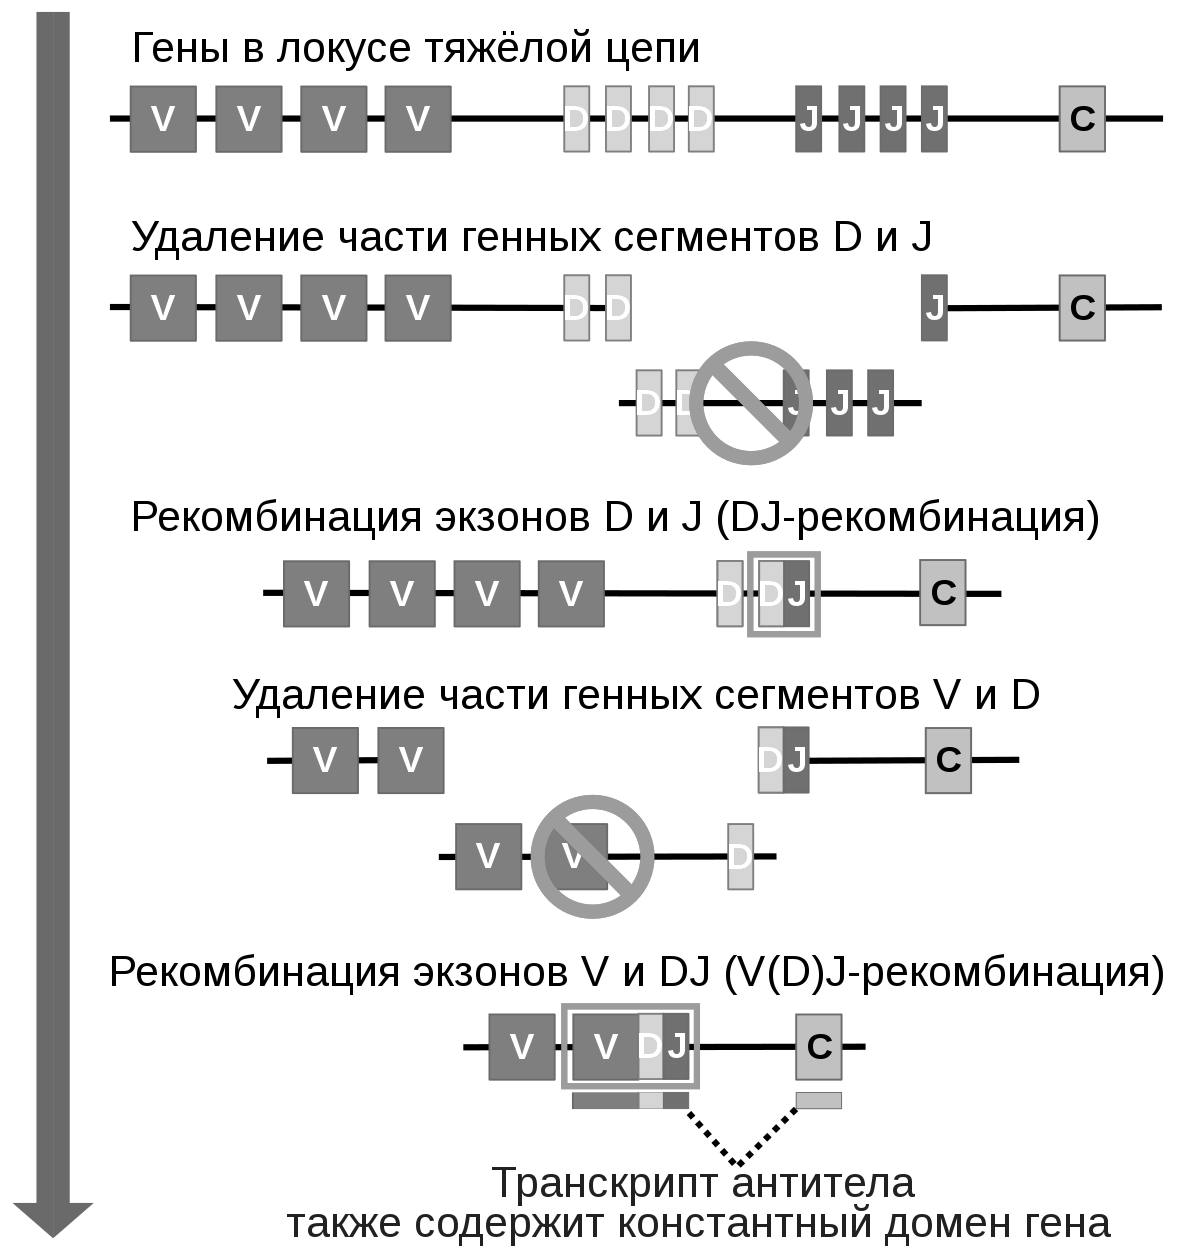 Гены в локусе тяжёлой цепи
V V V V D D D D J J J J C
Удаление части генных сегментов D и J
V V V V D D J C
D D J J J
Рекомбинация экзонов D и J (DJ-рекомбинация)
V V V V D D J C
Удаление части генных сегментов V и D
V V D J C
V V D
Рекомбинация экзонов V и DJ (V(D)J-рекомбинация)
V V D J C
Транскрипт антитела
также содержит константный домен гена